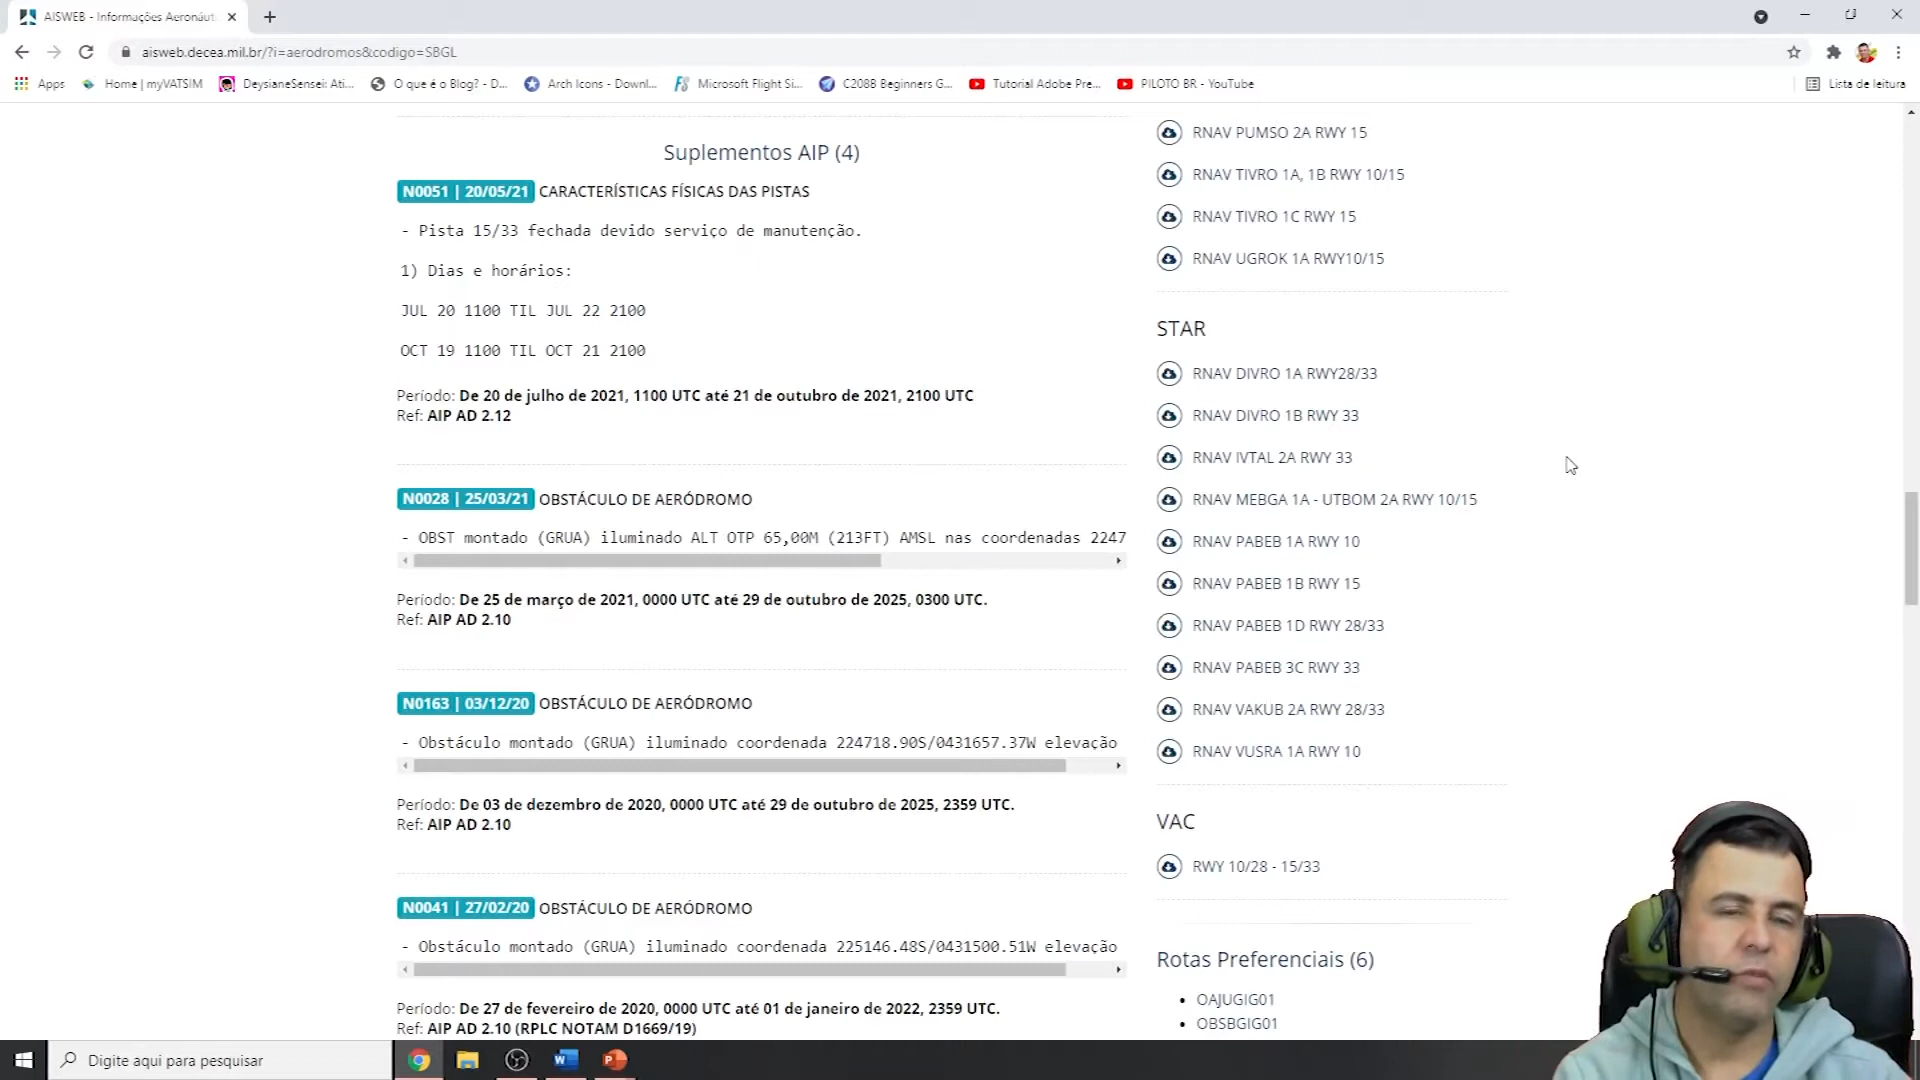 AISWEB - Informações Aeronáut
aisweb.decea.mil.br/?i=aerodromos&codigo=SBGL
Apps
Home | myVATSIM
DeysianeSensei: Ati...
O que é o Blog? - D...
Arch Icons - Downl...
Microsoft Flight Si...
C208B Beginners G...
Tutorial Adobe Pre...
PILOTO BR - YouTube
Lista de leitura
Suplementos AIP (4)
N0051 | 20/05/21 CARACTERÍSTICAS FÍSICAS DAS PISTAS
- Pista 15/33 fechada devido serviço de manutenção.
1) Dias e horários:
JUL 20 1100 TIL JUL 22 2100
OCT 19 1100 TIL OCT 21 2100
Período: De 20 de julho de 2021, 1100 UTC até 21 de outubro de 2021, 2100 UTC
Ref: AIP AD 2.12
N0028 | 25/03/21 OBSTÁCULO DE AERÓDROMO
- OBST montado (GRUA) iluminado ALT OTP 65,00M (213FT) AMSL nas coordenadas 2247
Período: De 25 de março de 2021, 0000 UTC até 29 de outubro de 2025, 0300 UTC.
Ref: AIP AD 2.10
N0163 | 03/12/20 OBSTÁCULO DE AERÓDROMO
- Obstáculo montado (GRUA) iluminado coordenada 224718.90S/0431657.37W elevação
Período: De 03 de dezembro de 2020, 0000 UTC até 29 de outubro de 2025, 2359 UTC.
Ref: AIP AD 2.10
N0041 | 27/02/20 OBSTÁCULO DE AERÓDROMO
- Obstáculo montado (GRUA) iluminado coordenada 225146.48S/0431500.51W elevação
Período: De 27 de fevereiro de 2020, 0000 UTC até 01 de janeiro de 2022, 2359 UTC.
Ref: AIP AD 2.10 (RPLC NOTAM D1669/19)
RNAV PUMSO 2A RWY 15
RNAV TIVRO 1A, 1B RWY 10/15
RNAV TIVRO 1C RWY 15
RNAV UGROK 1A RWY10/15
STAR
RNAV DIVRO 1A RWY28/33
RNAV DIVRO 1B RWY 33
RNAV IVTAL 2A RWY 33
RNAV MEBGA 1A - UTBOM 2A RWY 10/15
RNAV PABEB 1A RWY 10
RNAV PABEB 1B RWY 15
RNAV PABEB 1D RWY 28/33
RNAV PABEB 3C RWY 33
RNAV VAKUB 2A RWY 28/33
RNAV VUSRA 1A RWY 10
VAC
RWY 10/28 - 15/33
Rotas Preferenciais (6)
OAJUGIG01
OBSBGIG01
Digite aqui para pesquisar